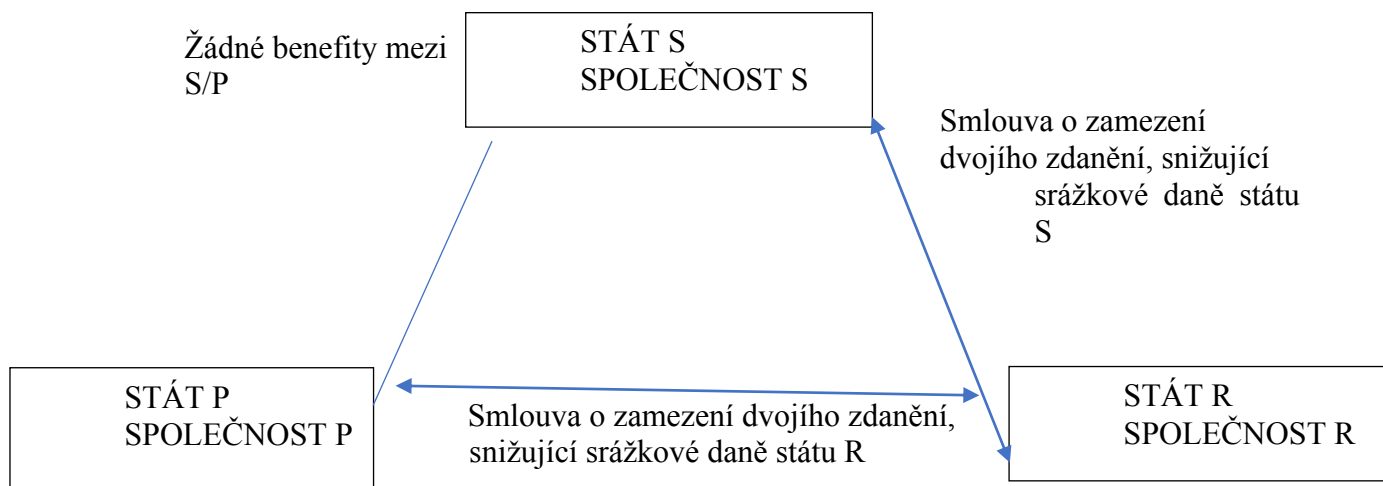 Žádné benefity mezi
S/P
STÁT S
SPOLEČNOST S
Smlouva o zamezení
dvojího zdanění, snižující
srážkové daně státu
S
STÁT P
SPOLEČNOST P
Smlouva o zamezení dvojího zdanění,
snižující srážkové daně státu R
STÁT R
SPOLEČNOST R